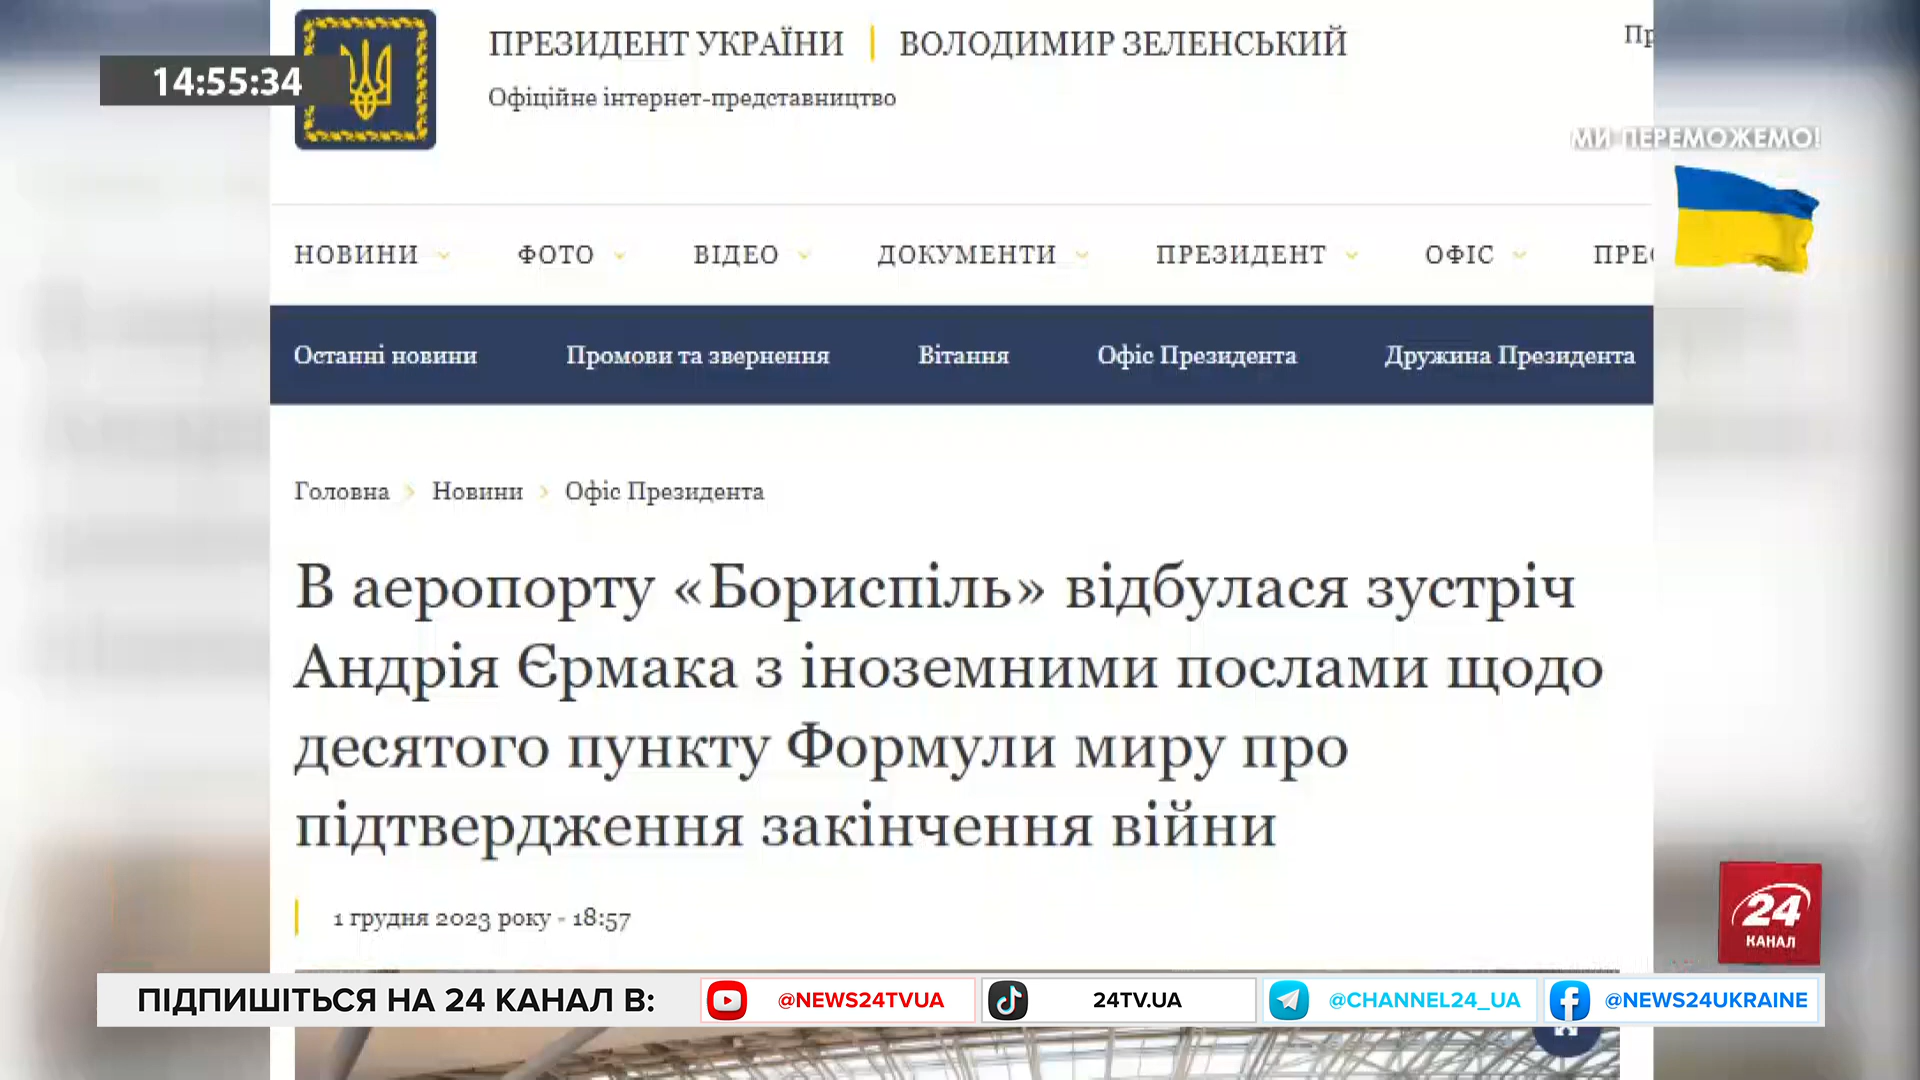 14:55:34
ПРЕЗИДЕНТ УКРАЇНИ | ВОЛОДИМИР ЗЕЛЕНСЬКИЙ
Офіційне інтернет-представництво
МИ ПЕРЕМОЖЕМО!
НОВИНИ ФОТО ВІДЕО ДОКУМЕНТИ ПРЕЗИДЕНТ ОФІС
Останні новини Промови та звернення Вітання Офіс Президента Дружина Президента
Головна > Новини > Офіс Президента
В аеропорту «Бориспіль» відбулася зустріч
Андрія Єрмака з іноземними послами щодо
десятого пункту Формули миру про
підтвердження закінчення війни
1 грудня 2023 року - 18:57
24
КАНАЛ
ПІДПИШІТЬСЯ НА 24 КАНАЛ В: @NEWS24TVUA 24TV.UA @CHANNEL24_UA @NEWS24UKRAINE